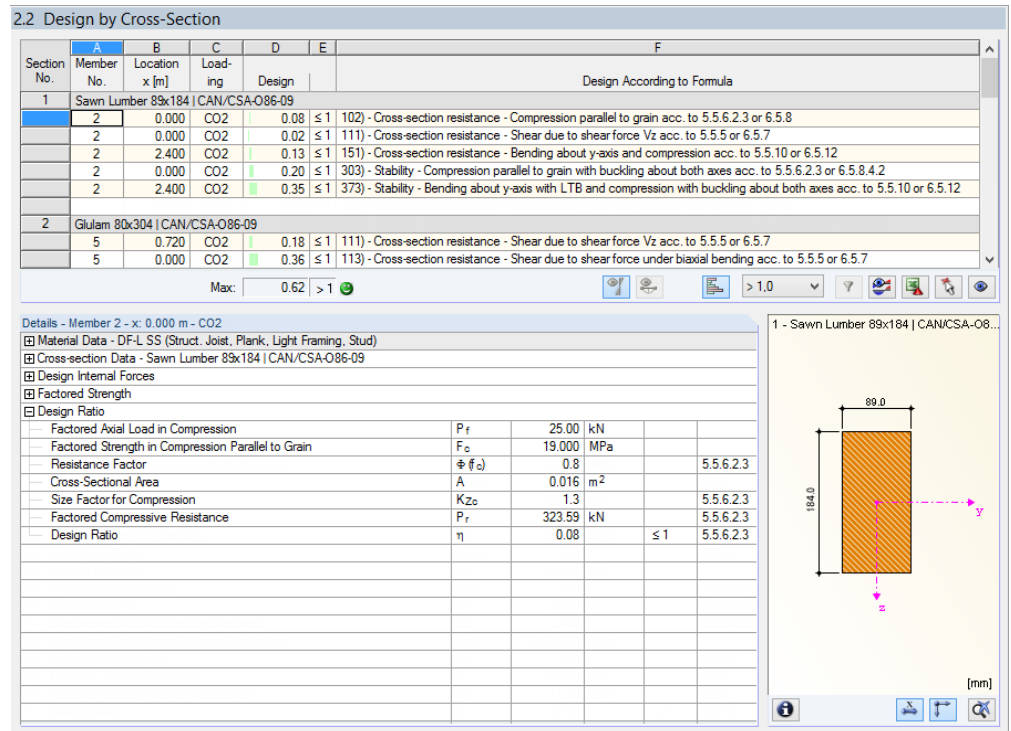 2.2 Design by Cross-Section
A B C D E F
Section Member Location Load-
No. No. x [m] ing Design Design According to Formula
1 Sawn Lumber 89x184 | CAN/CSA-O86-09
2 0.000 CO2 0.08 ≤ 1 102) - Cross-section resistance - Compression parallel to grain acc. to 5.5.6.2.3 or 6.5.8
2 0.000 CO2 0.02 ≤ 1 111) - Cross-section resistance - Shear due to shear force Vz acc. to 5.5.5 or 6.5.7
2 2.400 CO2 0.13 ≤ 1 151) - Cross-section resistance - Bending about y-axis and compression acc. to 5.5.10 or 6.5.12
2 0.000 CO2 0.20 ≤ 1 303) - Stability - Compression parallel to grain with buckling about both axes acc. to 5.5.6.2.3 or 6.5.8.4.2
2 2.400 CO2 0.35 ≤ 1 373) - Stability - Bending about y-axis with LTB and compression with buckling about both axes acc. to 5.5.10 or 6.5.12
2 Glulam 80x304 | CAN/CSA-O86-09
5 0.720 CO2 0.18 ≤ 1 111) - Cross-section resistance - Shear due to shear force Vz acc. to 5.5.5 or 6.5.7
5 0.000 CO2 0.36 ≤ 1 113) - Cross-section resistance - Shear due to shear force under biaxial bending acc. to 5.5.5 or 6.5.7
Max: 0.62 > 1 > 1,0
Details - Member 2 - x: 0.000 m - CO2
Material Data - DF-L SS (Struct. Joist, Plank, Light Framing, Stud)
Cross-section Data - Sawn Lumber 89x184 | CAN/CSA-O86-09
Design Internal Forces
Factored Strength
Design Ratio
Factored Axial Load in Compression Pf 25.00 kN
Factored Strength in Compression Parallel to Grain Fc 19.000 MPa
Resistance Factor Φ (fc) 0.8 5.5.6.2.3
Cross-Sectional Area A 0.016 m2
Size Factor for Compression KZc 1.3 5.5.6.2.3
Factored Compressive Resistance Pr 323.59 kN 5.5.6.2.3
Design Ratio η 0.08 ≤ 1 5.5.6.2.3
1 - Sawn Lumber 89x184 | CAN/CSA-O8...
89.0
184.0
y
z
[mm]